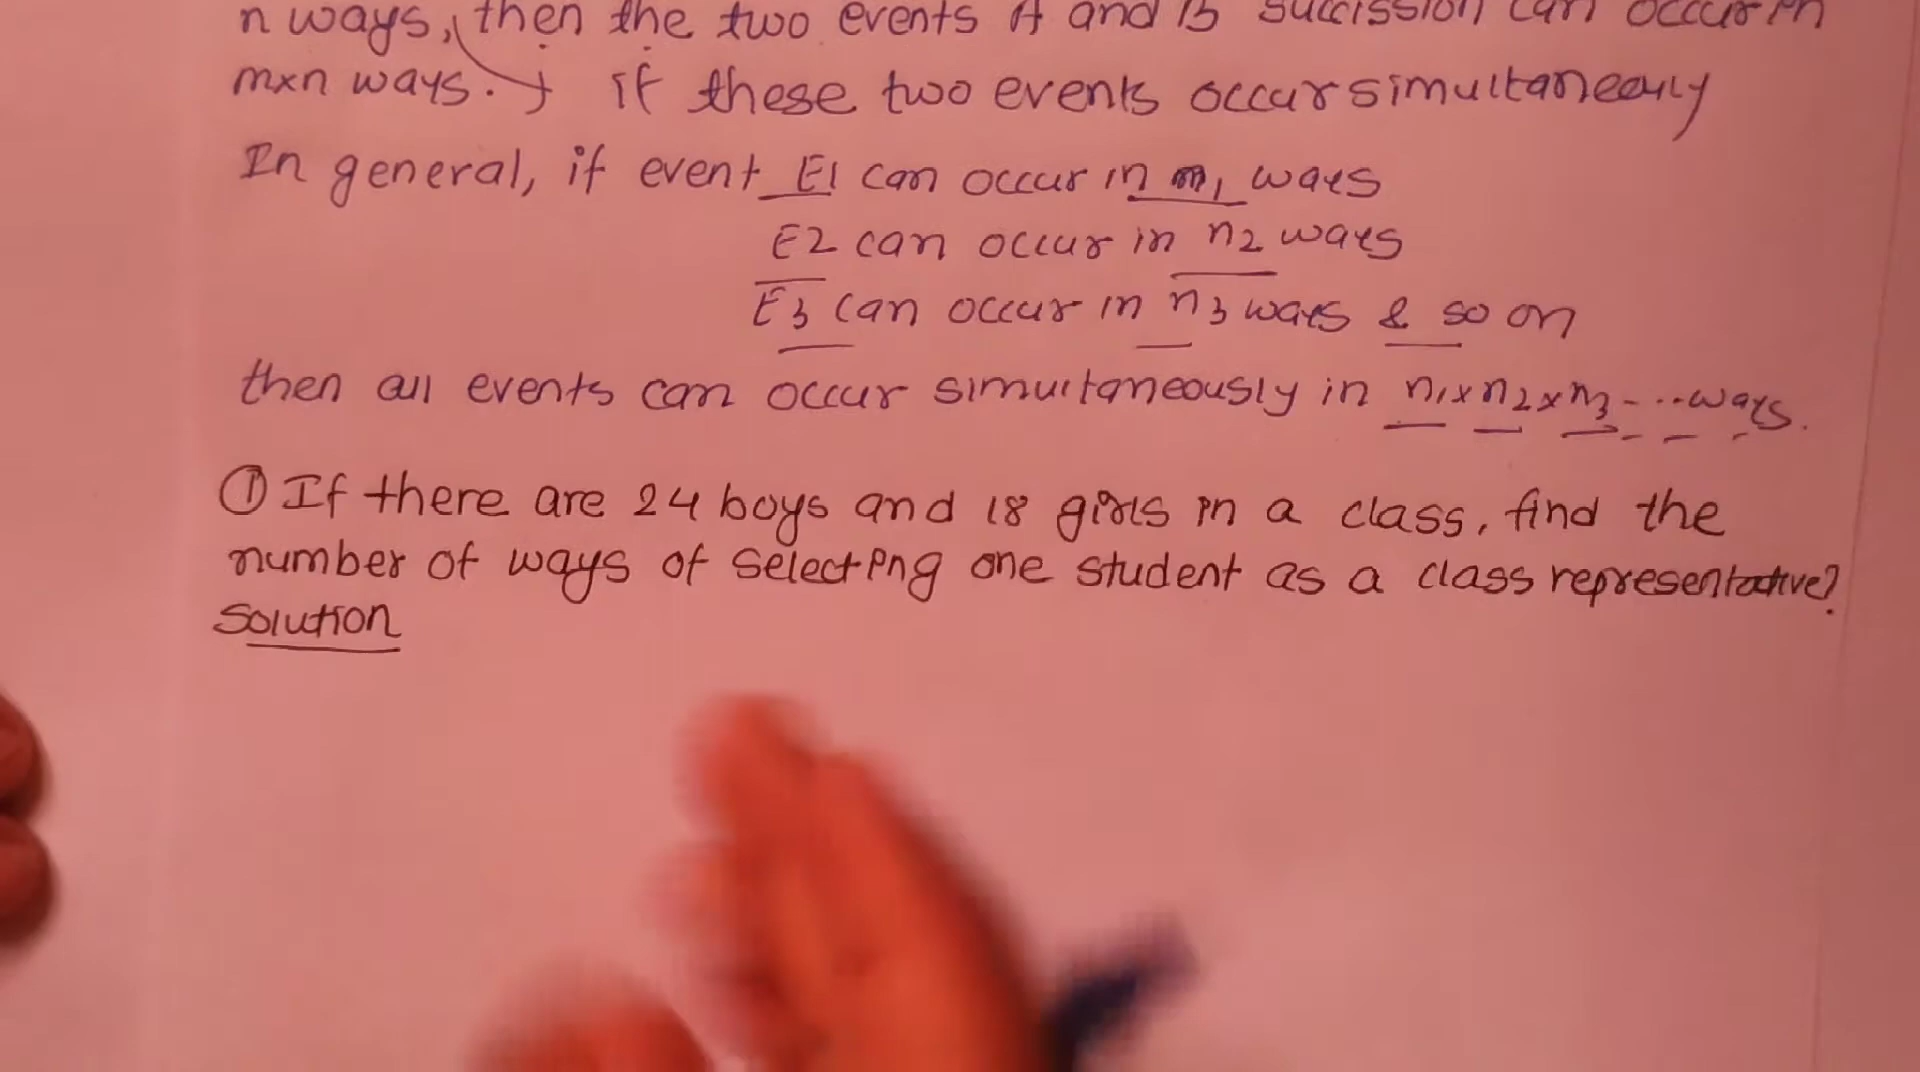 n ways, then the two events A and B succission can occur in
mxn ways. if these two events occur simultaneouly
In general, if event E1 can occur in n1 ways
E2 can occur in n2 ways
E3 can occur in n3 ways & so on
then all events can occur simultaneously in n1xn2xn3-...ways.
① If there are 24 boys and 18 girls in a class, find the
number of ways of selecting one student as a class representative?
Solution